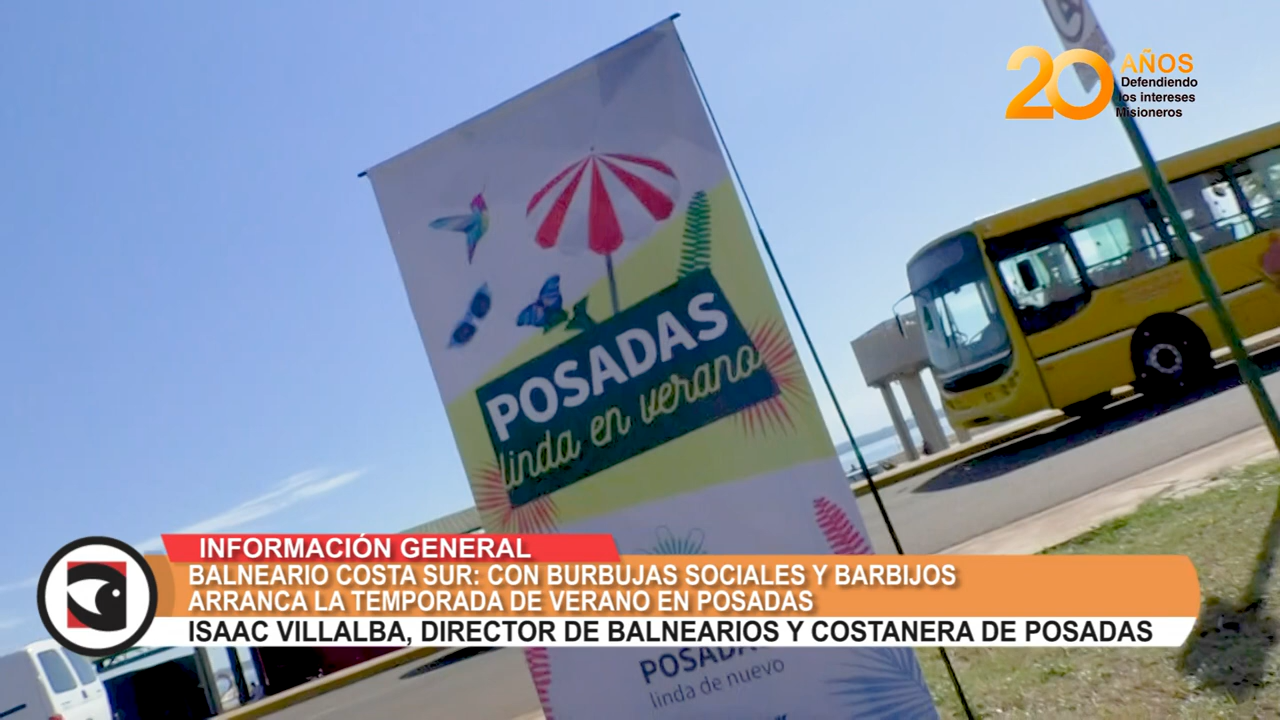 20 AÑOS
Defendiendo
los intereses
Misioneros
POSADAS
linda en verano
INFORMACIÓN GENERAL
BALNEARIO COSTA SUR: CON BURBUJAS SOCIALES Y BARBIJOS
ARRANCA LA TEMPORADA DE VERANO EN POSADAS
ISAAC VILLALBA, DIRECTOR DE BALNEARIOS Y COSTANERA DE POSADAS
POSADAS
linda de nuevo